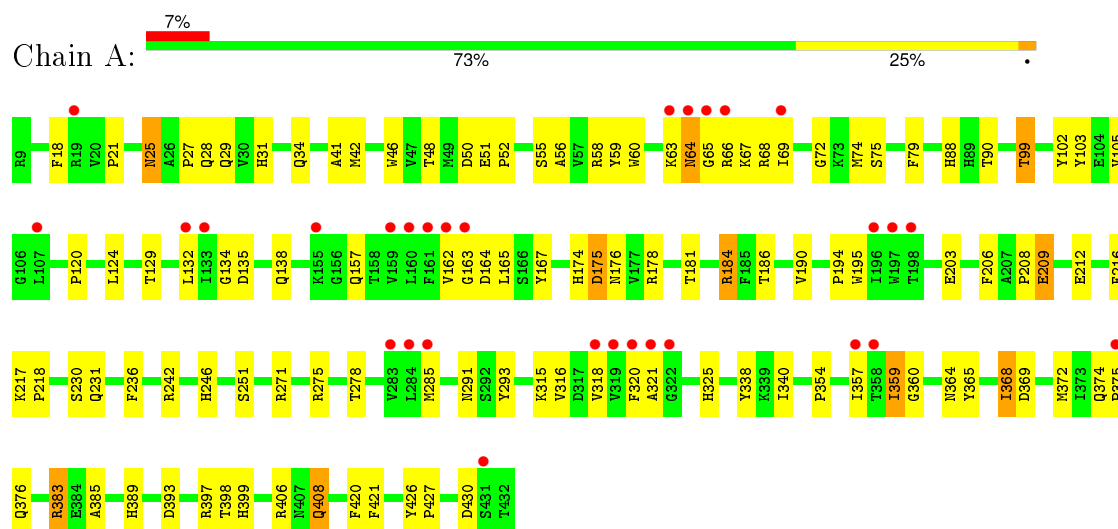 7%
Chain A:
73% 25% •
R9 F18 R19 V20 P21 N25 A26 P27 Q28 Q29 V30 H31 Q34 A41 M42 W46 V47 T48 M49 D50 E51 P52 S55 A56 V57 R58 Y59 W60 K63 N64 G65 R66 K67 R68 I69 G72 K73 M74 S75 F79 H88 H89 T90 T99 Y102 Y103 E104 V105
G106 L107 P120 L124 T129 L132 I133 G134 D135 Q138 K155 G156 Q157 T158 V159 L160 F161 V162 G163 D164 L165 S166 Y167 H174 D175 N176 V177 R178 T181 R184 F185 T186 V190 P194 W195 I196 W197 T198 E203 F206 A207 P208 E209 E212 F216
K217 P218 S230 Q231 F236 R242 H246 S251 R271 R275 T278 V283 L284 M285 N291 S292 Y293 K315 V316 D317 V318 V319 F320 A321 G322 H325 Y338 K339 I340 P354 I357 T358 I359 G360 N364 Y365 I368 D369 M372 I373 Q374 P375
Q376 R383 E384 A385 H389 D393 R397 T398 H399 R406 N407 Q408 F420 F421 Y426 P427 D430 S431 T432